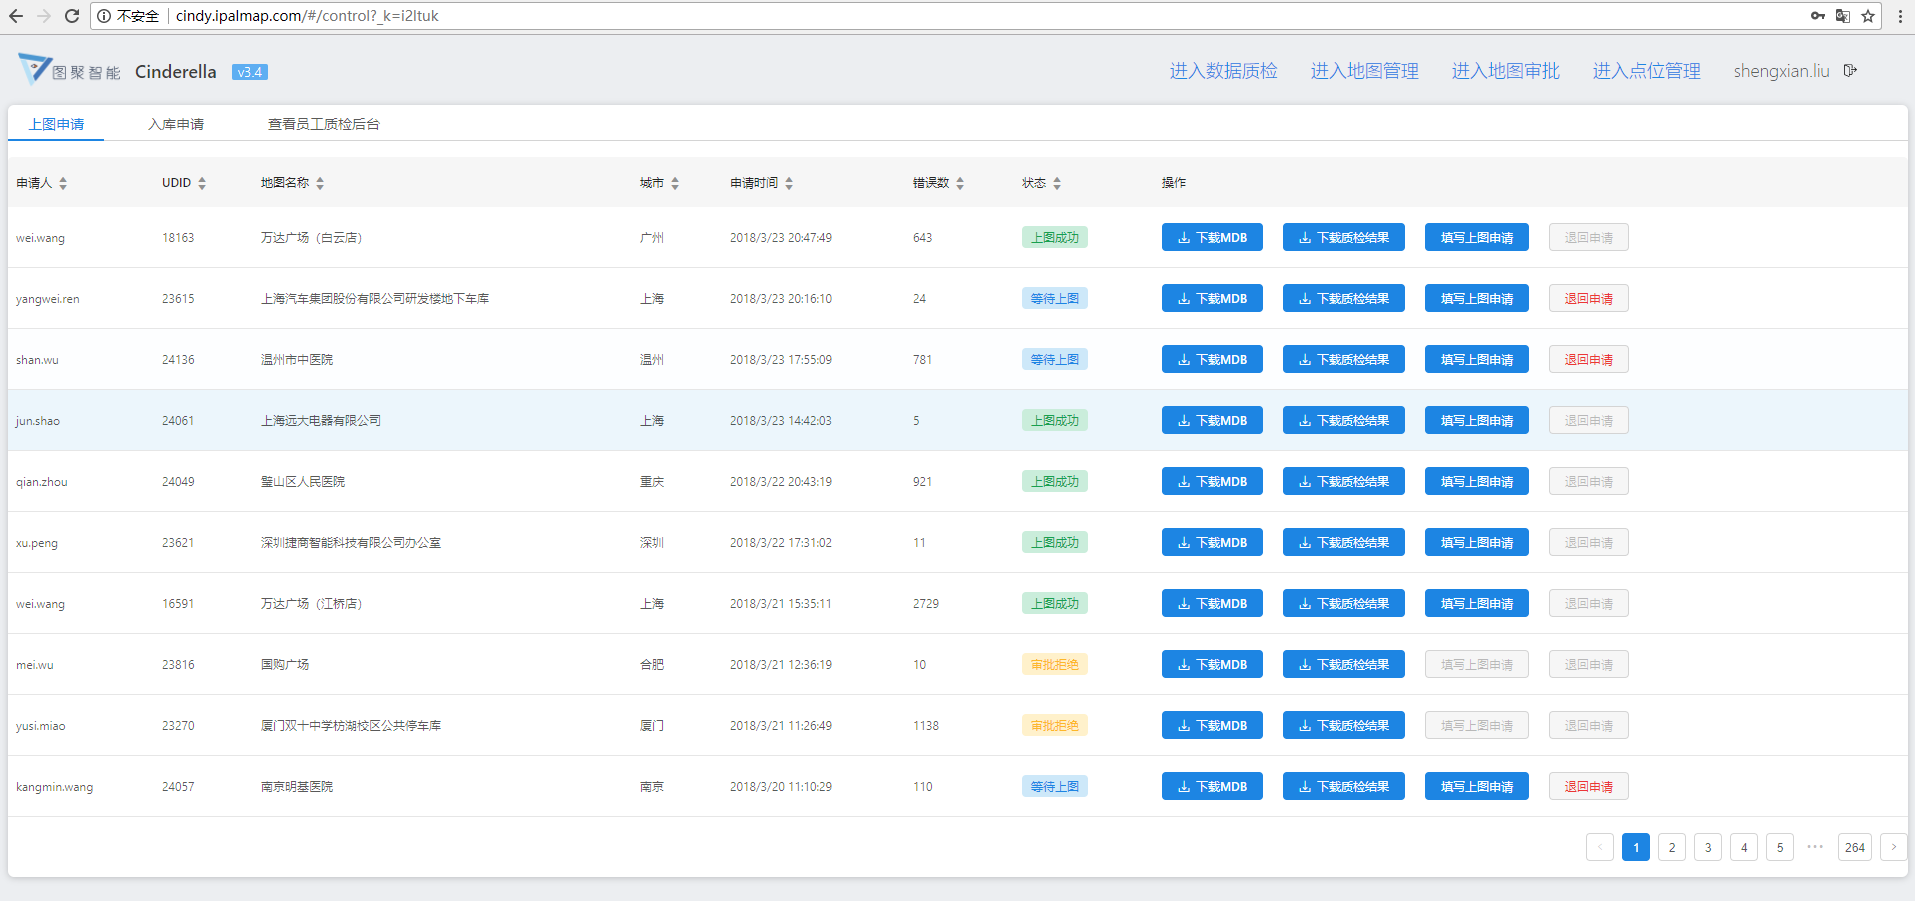 不安全 cindy.ipalmap.com/#/control?_k=i2ltuk
图聚智能 Cinderella v3.4 进入数据质检 进入地图管理 进入地图审批 进入点位管理 shengxian.liu
上图申请 入库申请 查看员工质检后台
申请人 UDID 地图名称 城市 申请时间 错误数 状态 操作
wei.wang 18163 万达广场（白云店） 广州 2018/3/23 20:47:49 643 上图成功 下载MDB 下载质检结果 填写上图申请 退回申请
yangwei.ren 23615 上海汽车集团股份有限公司研发楼地下车库 上海 2018/3/23 20:16:10 24 等待上图 下载MDB 下载质检结果 填写上图申请 退回申请
shan.wu 24136 温州市中医院 温州 2018/3/23 17:55:09 781 等待上图 下载MDB 下载质检结果 填写上图申请 退回申请
jun.shao 24061 上海远大电器有限公司 上海 2018/3/23 14:42:03 5 上图成功 下载MDB 下载质检结果 填写上图申请 退回申请
qian.zhou 24049 璧山区人民医院 重庆 2018/3/22 20:43:19 921 上图成功 下载MDB 下载质检结果 填写上图申请 退回申请
xu.peng 23621 深圳捷商智能科技有限公司办公室 深圳 2018/3/22 17:31:02 11 上图成功 下载MDB 下载质检结果 填写上图申请 退回申请
wei.wang 16591 万达广场（江桥店） 上海 2018/3/21 15:35:11 2729 上图成功 下载MDB 下载质检结果 填写上图申请 退回申请
mei.wu 23816 国购广场 合肥 2018/3/21 12:36:19 10 审批拒绝 下载MDB 下载质检结果 填写上图申请 退回申请
yusi.miao 23270 厦门双十中学枋湖校区公共停车库 厦门 2018/3/21 11:26:49 1138 审批拒绝 下载MDB 下载质检结果 填写上图申请 退回申请
kangmin.wang 24057 南京明基医院 南京 2018/3/20 11:10:29 110 等待上图 下载MDB 下载质检结果 填写上图申请 退回申请
1 2 3 4 5 ••• 264